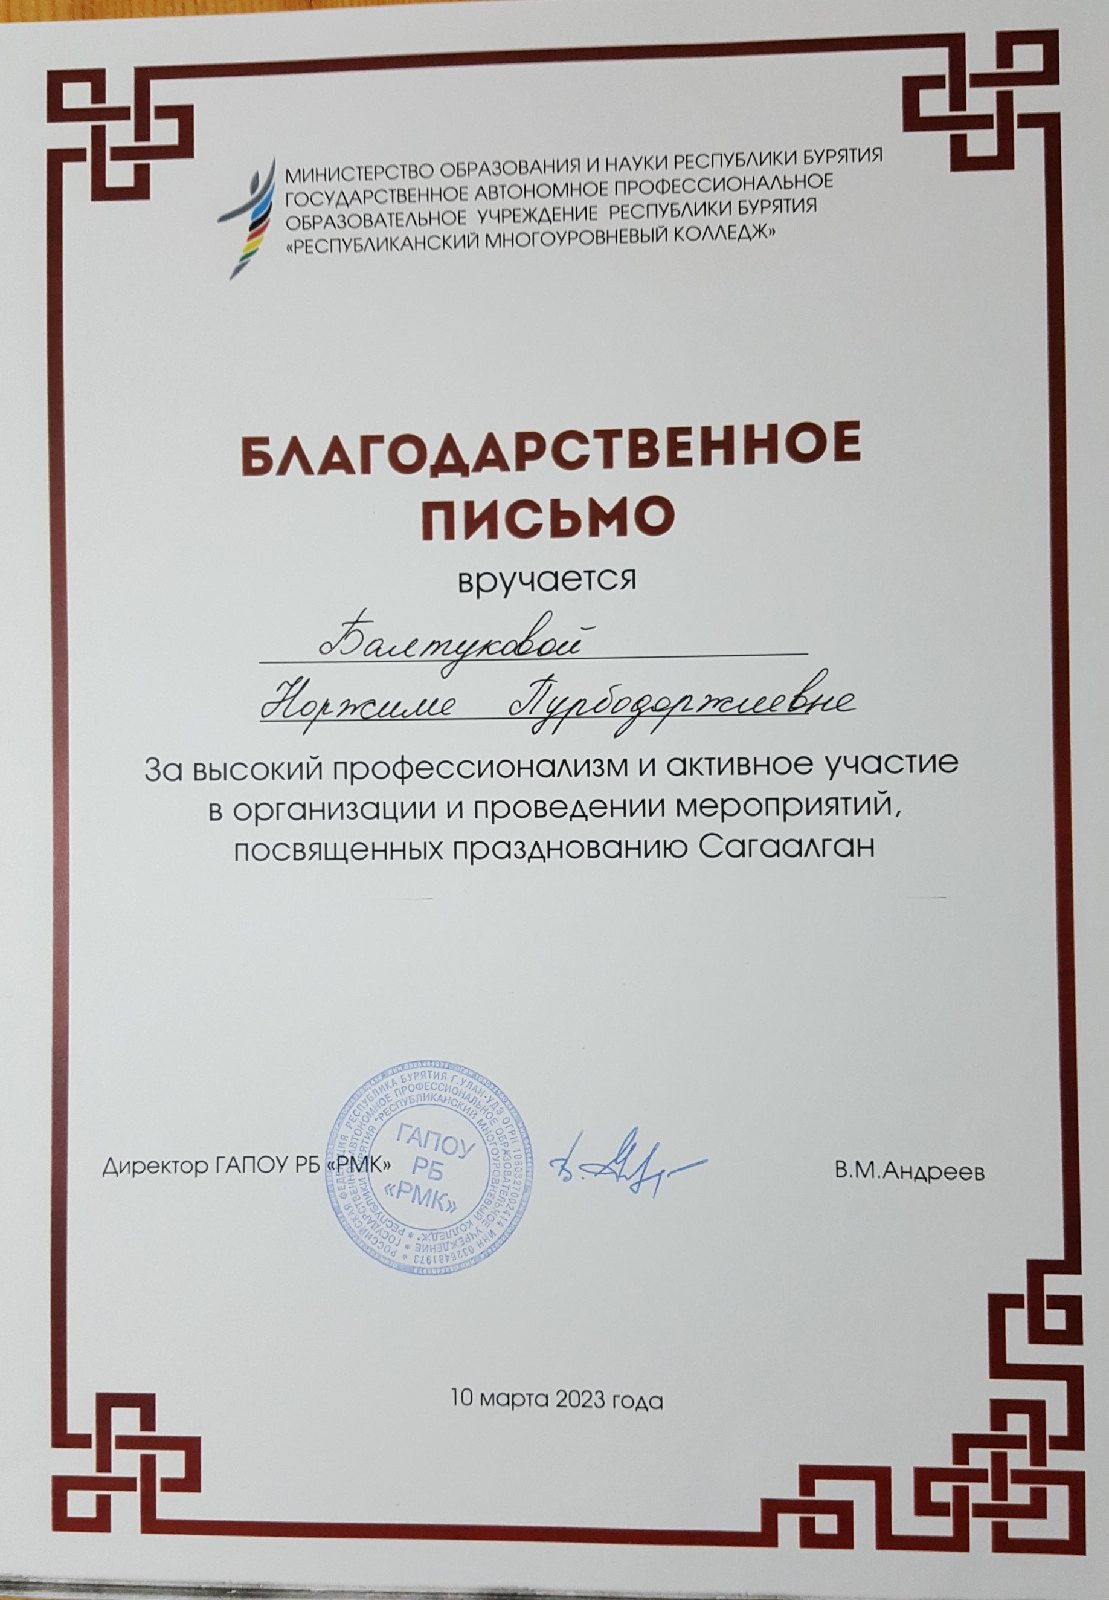 МИНИСТЕРСТВО ОБРАЗОВАНИЯ И НАУКИ РЕСПУБЛИКИ БУРЯТИЯ
ГОСУДАРСТВЕННОЕ АВТОНОМНОЕ ПРОФЕССИОНАЛЬНОЕ
ОБРАЗОВАТЕЛЬНОЕ УЧРЕЖДЕНИЕ РЕСПУБЛИКИ БУРЯТИЯ
«РЕСПУБЛИКАНСКИЙ МНОГОУРОВНЕВЫЙ КОЛЛЕДЖ»
БЛАГОДАРСТВЕННОЕ
ПИСЬМО
вручается
Балтуковой
Норжиме Пурбодоржиевне
За высокий профессионализм и активное участие
в организации и проведении мероприятий,
посвященных празднованию Сагаалган
Директор ГАПОУ РБ «РМК»
В.М.Андреев
РОССИЙСКАЯ ФЕДЕРАЦИЯ РЕСПУБЛИКА БУРЯТИЯ Г.УЛАН-УДЭ ОГРН
ГОСУДАРСТВЕННОЕ АВТОНОМНОЕ ПРОФЕССИОНАЛЬНОЕ ОБРАЗОВАТЕЛЬНОЕ УЧРЕЖДЕНИЕ
РЕСПУБЛИКИ БУРЯТИЯ "РЕСПУБЛИКАНСКИЙ МНОГОУРОВНЕВЫЙ КОЛЛЕДЖ"
ГАПОУ
РБ
«РМК»
10 марта 2023 года